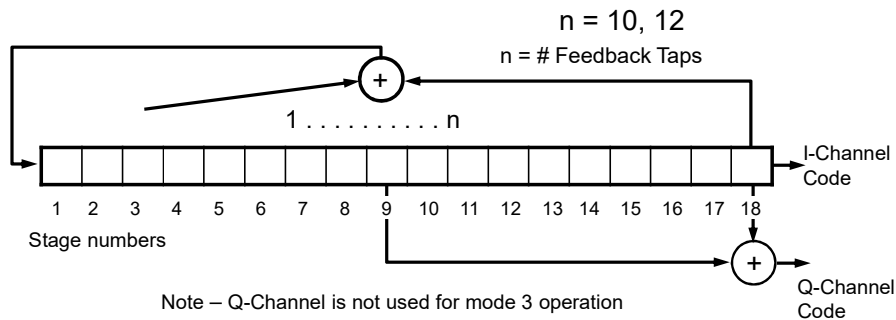 n = 10, 12
n = # Feedback Taps
+
1 . . . . . . . . . . n
I-Channel
Code
1 2 3 4 5 6 7 8 9 10 11 12 13 14 15 16 17 18
Stage numbers
+
Q-Channel
Code
Note – Q-Channel is not used for mode 3 operation